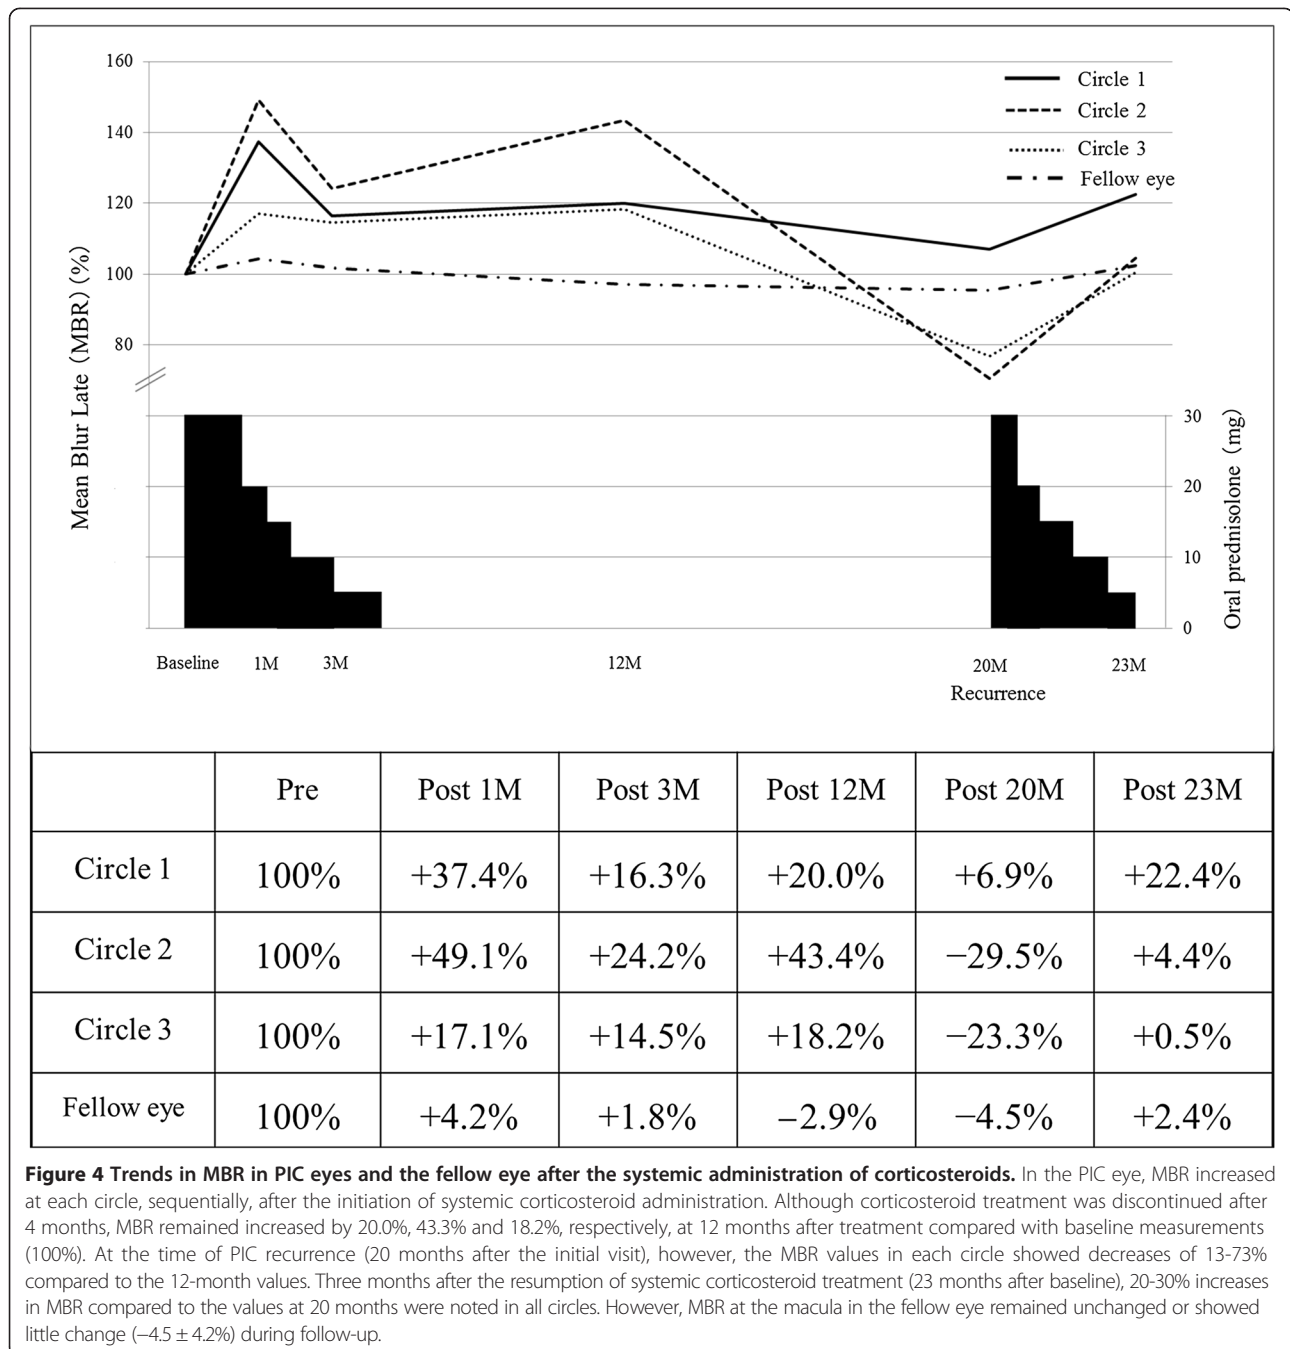 160
140
120
100
80
Mean Blur Late (MBR) (%)
Circle 1
Circle 2
Circle 3
Fellow eye
30
20
10
0
Oral prednisolone (mg)
Baseline 1M 3M 12M 20M 23M
Recurrence
Pre Post 1M Post 3M Post 12M Post 20M Post 23M
Circle 1 100% +37.4% +16.3% +20.0% +6.9% +22.4%
Circle 2 100% +49.1% +24.2% +43.4% −29.5% +4.4%
Circle 3 100% +17.1% +14.5% +18.2% −23.3% +0.5%
Fellow eye 100% +4.2% +1.8% −2.9% −4.5% +2.4%
Figure 4 Trends in MBR in PIC eyes and the fellow eye after the systemic administration of corticosteroids. In the PIC eye, MBR increased
at each circle, sequentially, after the initiation of systemic corticosteroid administration. Although corticosteroid treatment was discontinued after
4 months, MBR remained increased by 20.0%, 43.3% and 18.2%, respectively, at 12 months after treatment compared with baseline measurements
(100%). At the time of PIC recurrence (20 months after the initial visit), however, the MBR values in each circle showed decreases of 13-73%
compared to the 12-month values. Three months after the resumption of systemic corticosteroid treatment (23 months after baseline), 20-30% increases
in MBR compared to the values at 20 months were noted in all circles. However, MBR at the macula in the fellow eye remained unchanged or showed
little change (−4.5 ± 4.2%) during follow-up.